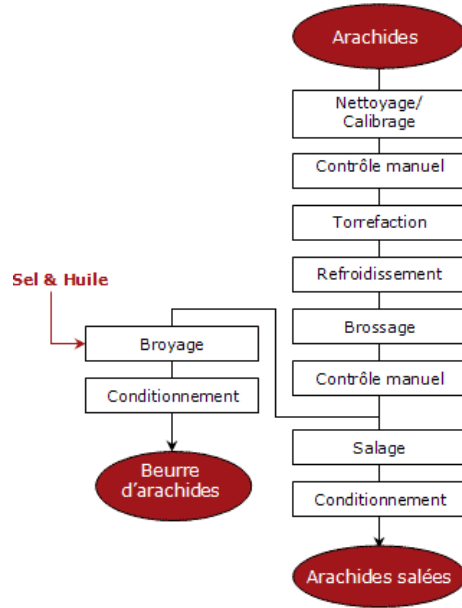 Arachides
Nettoyage/
Calibrage
Contrôle manuel
Torrefaction
Refroidissement
Brossage
Contrôle manuel
Sel & Huile
Broyage
Conditionnement
Beurre
d'arachides
Salage
Conditionnement
Arachides salées